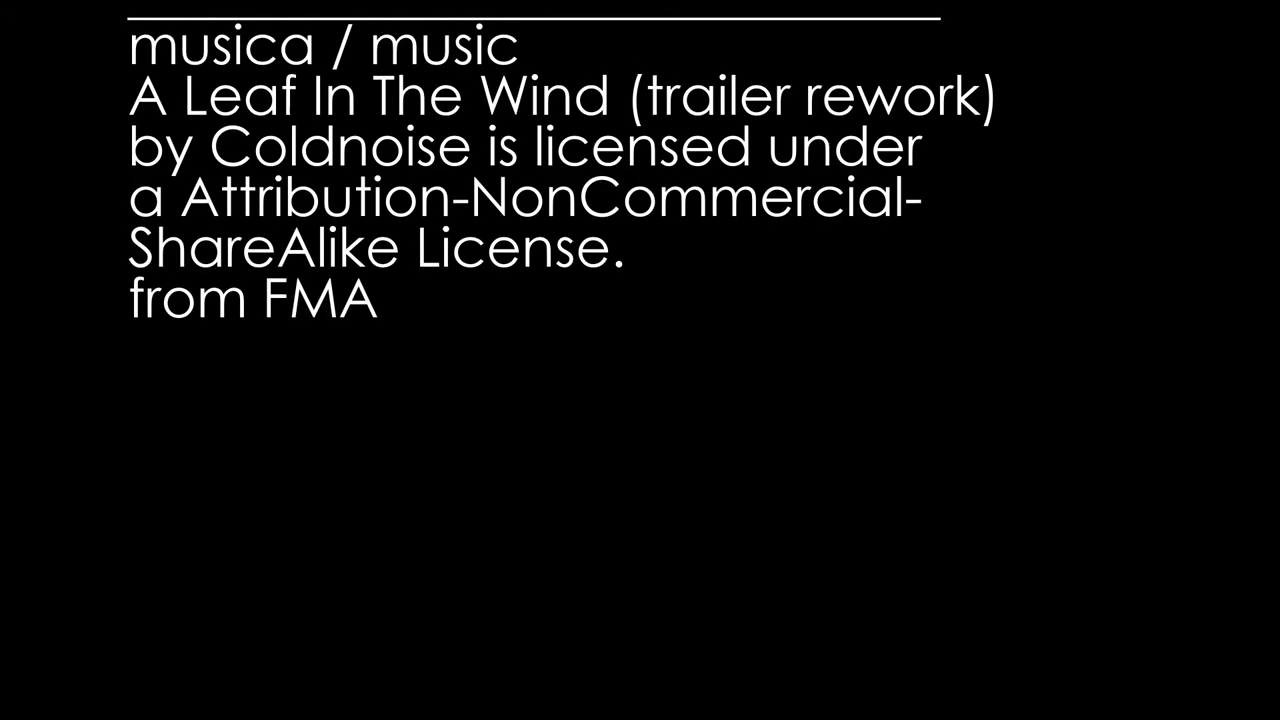 musica / music
A Leaf In The Wind (trailer rework)
by Coldnoise is licensed under
a Attribution-NonCommercial-
ShareAlike License.
from FMA